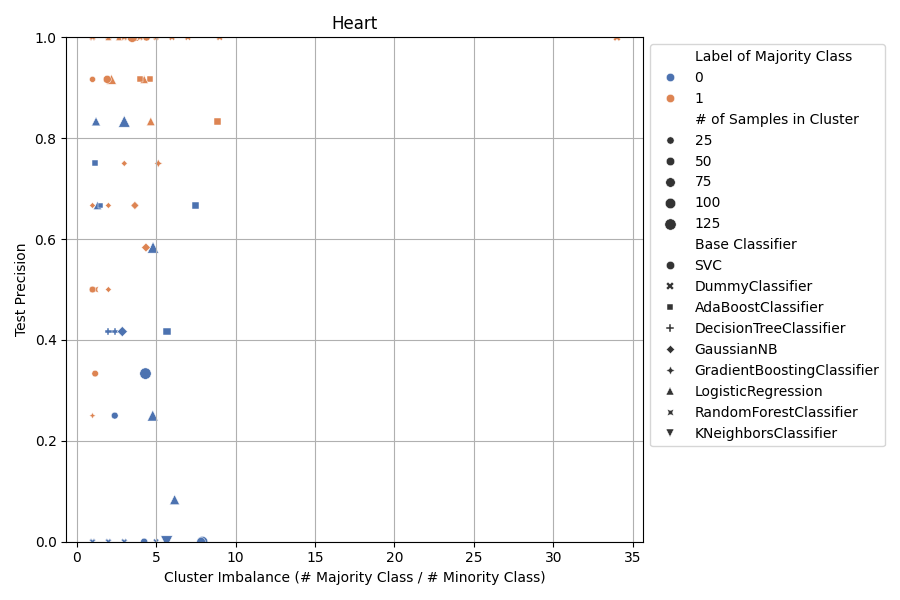 Heart
1.0
0.8
0.6
0.4
0.2
0.0
Test Precision
0
5
10
15
20
25
30
35
Cluster Imbalance (# Majority Class / # Minority Class)
Label of Majority Class
0
1
# of Samples in Cluster
25
50
75
100
125
Base Classifier
SVC
DummyClassifier
AdaBoostClassifier
DecisionTreeClassifier
GaussianNB
GradientBoostingClassifier
LogisticRegression
RandomForestClassifier
KNeighborsClassifier